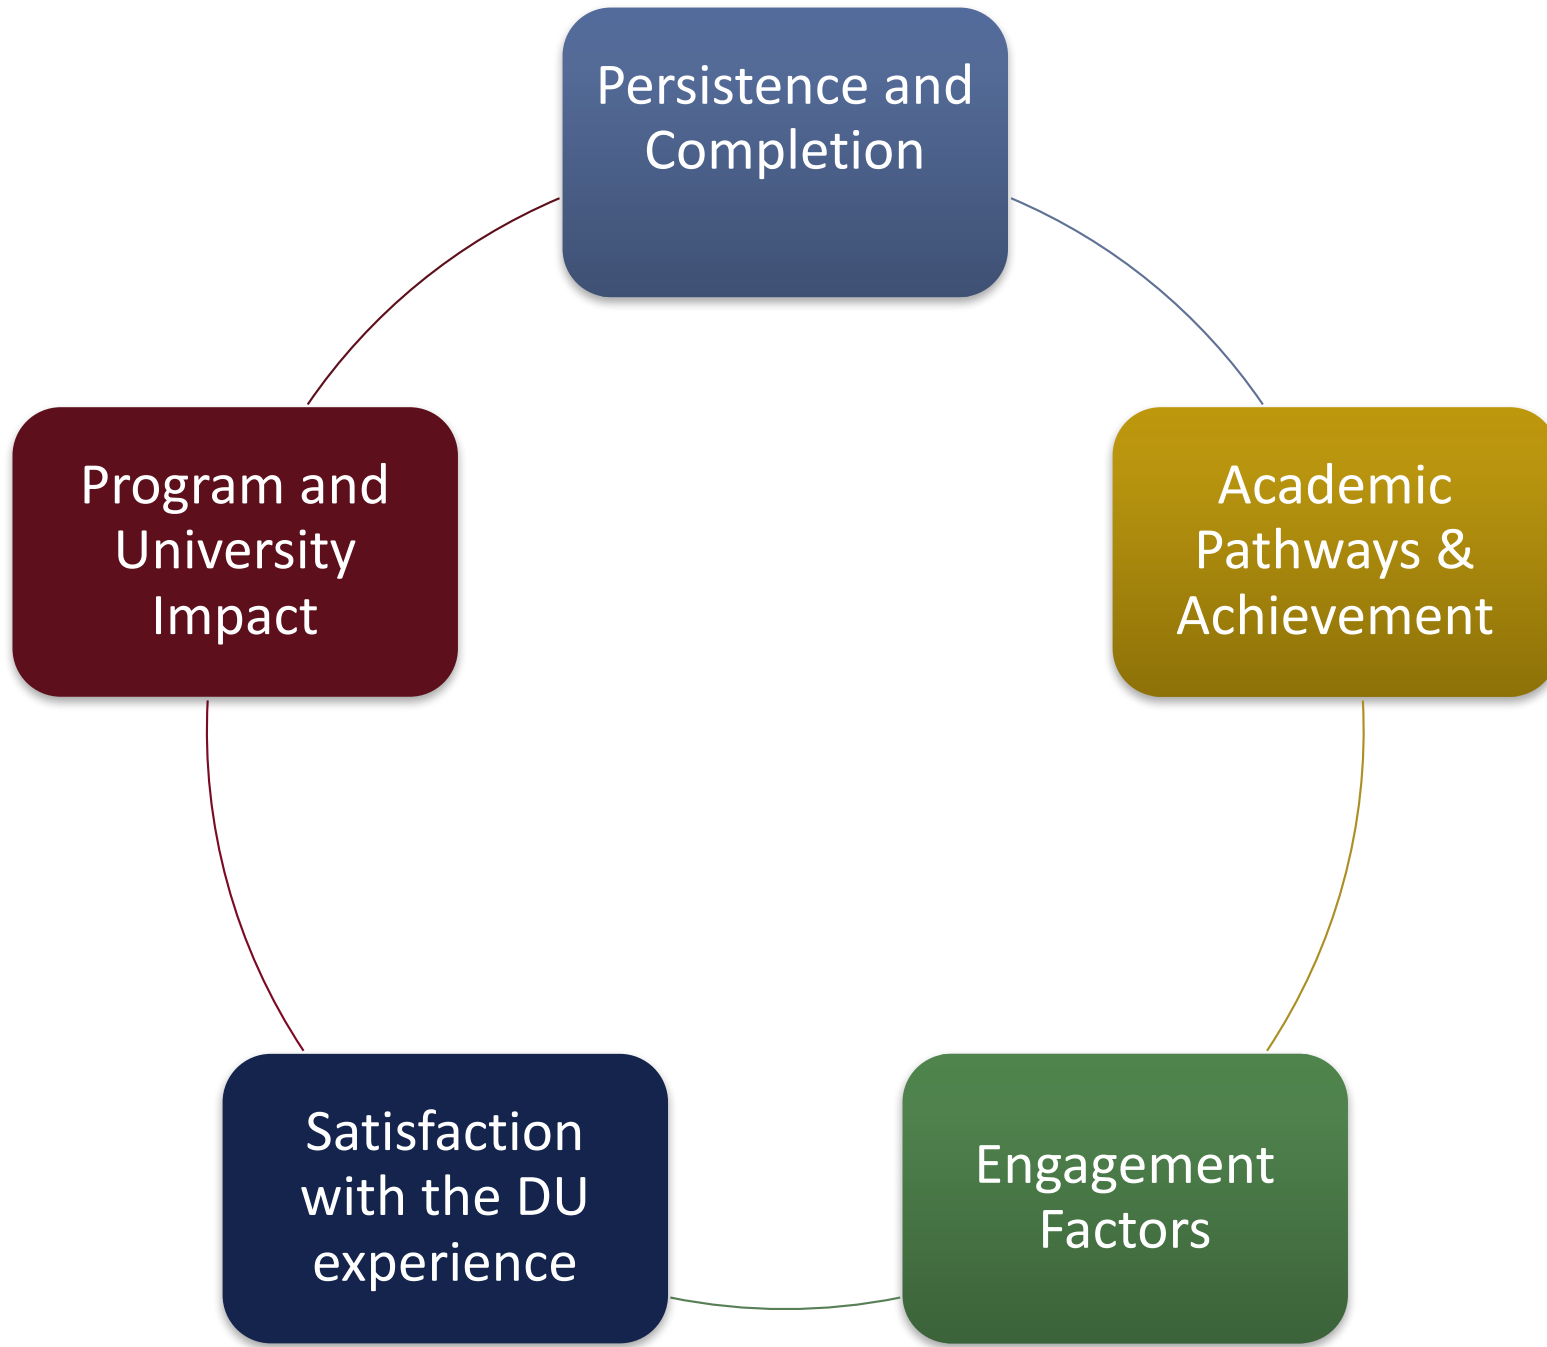 Persistence and
Completion
Academic
Pathways &
Achievement
Engagement
Factors
Satisfaction
with the DU
experience
Program and
University
Impact